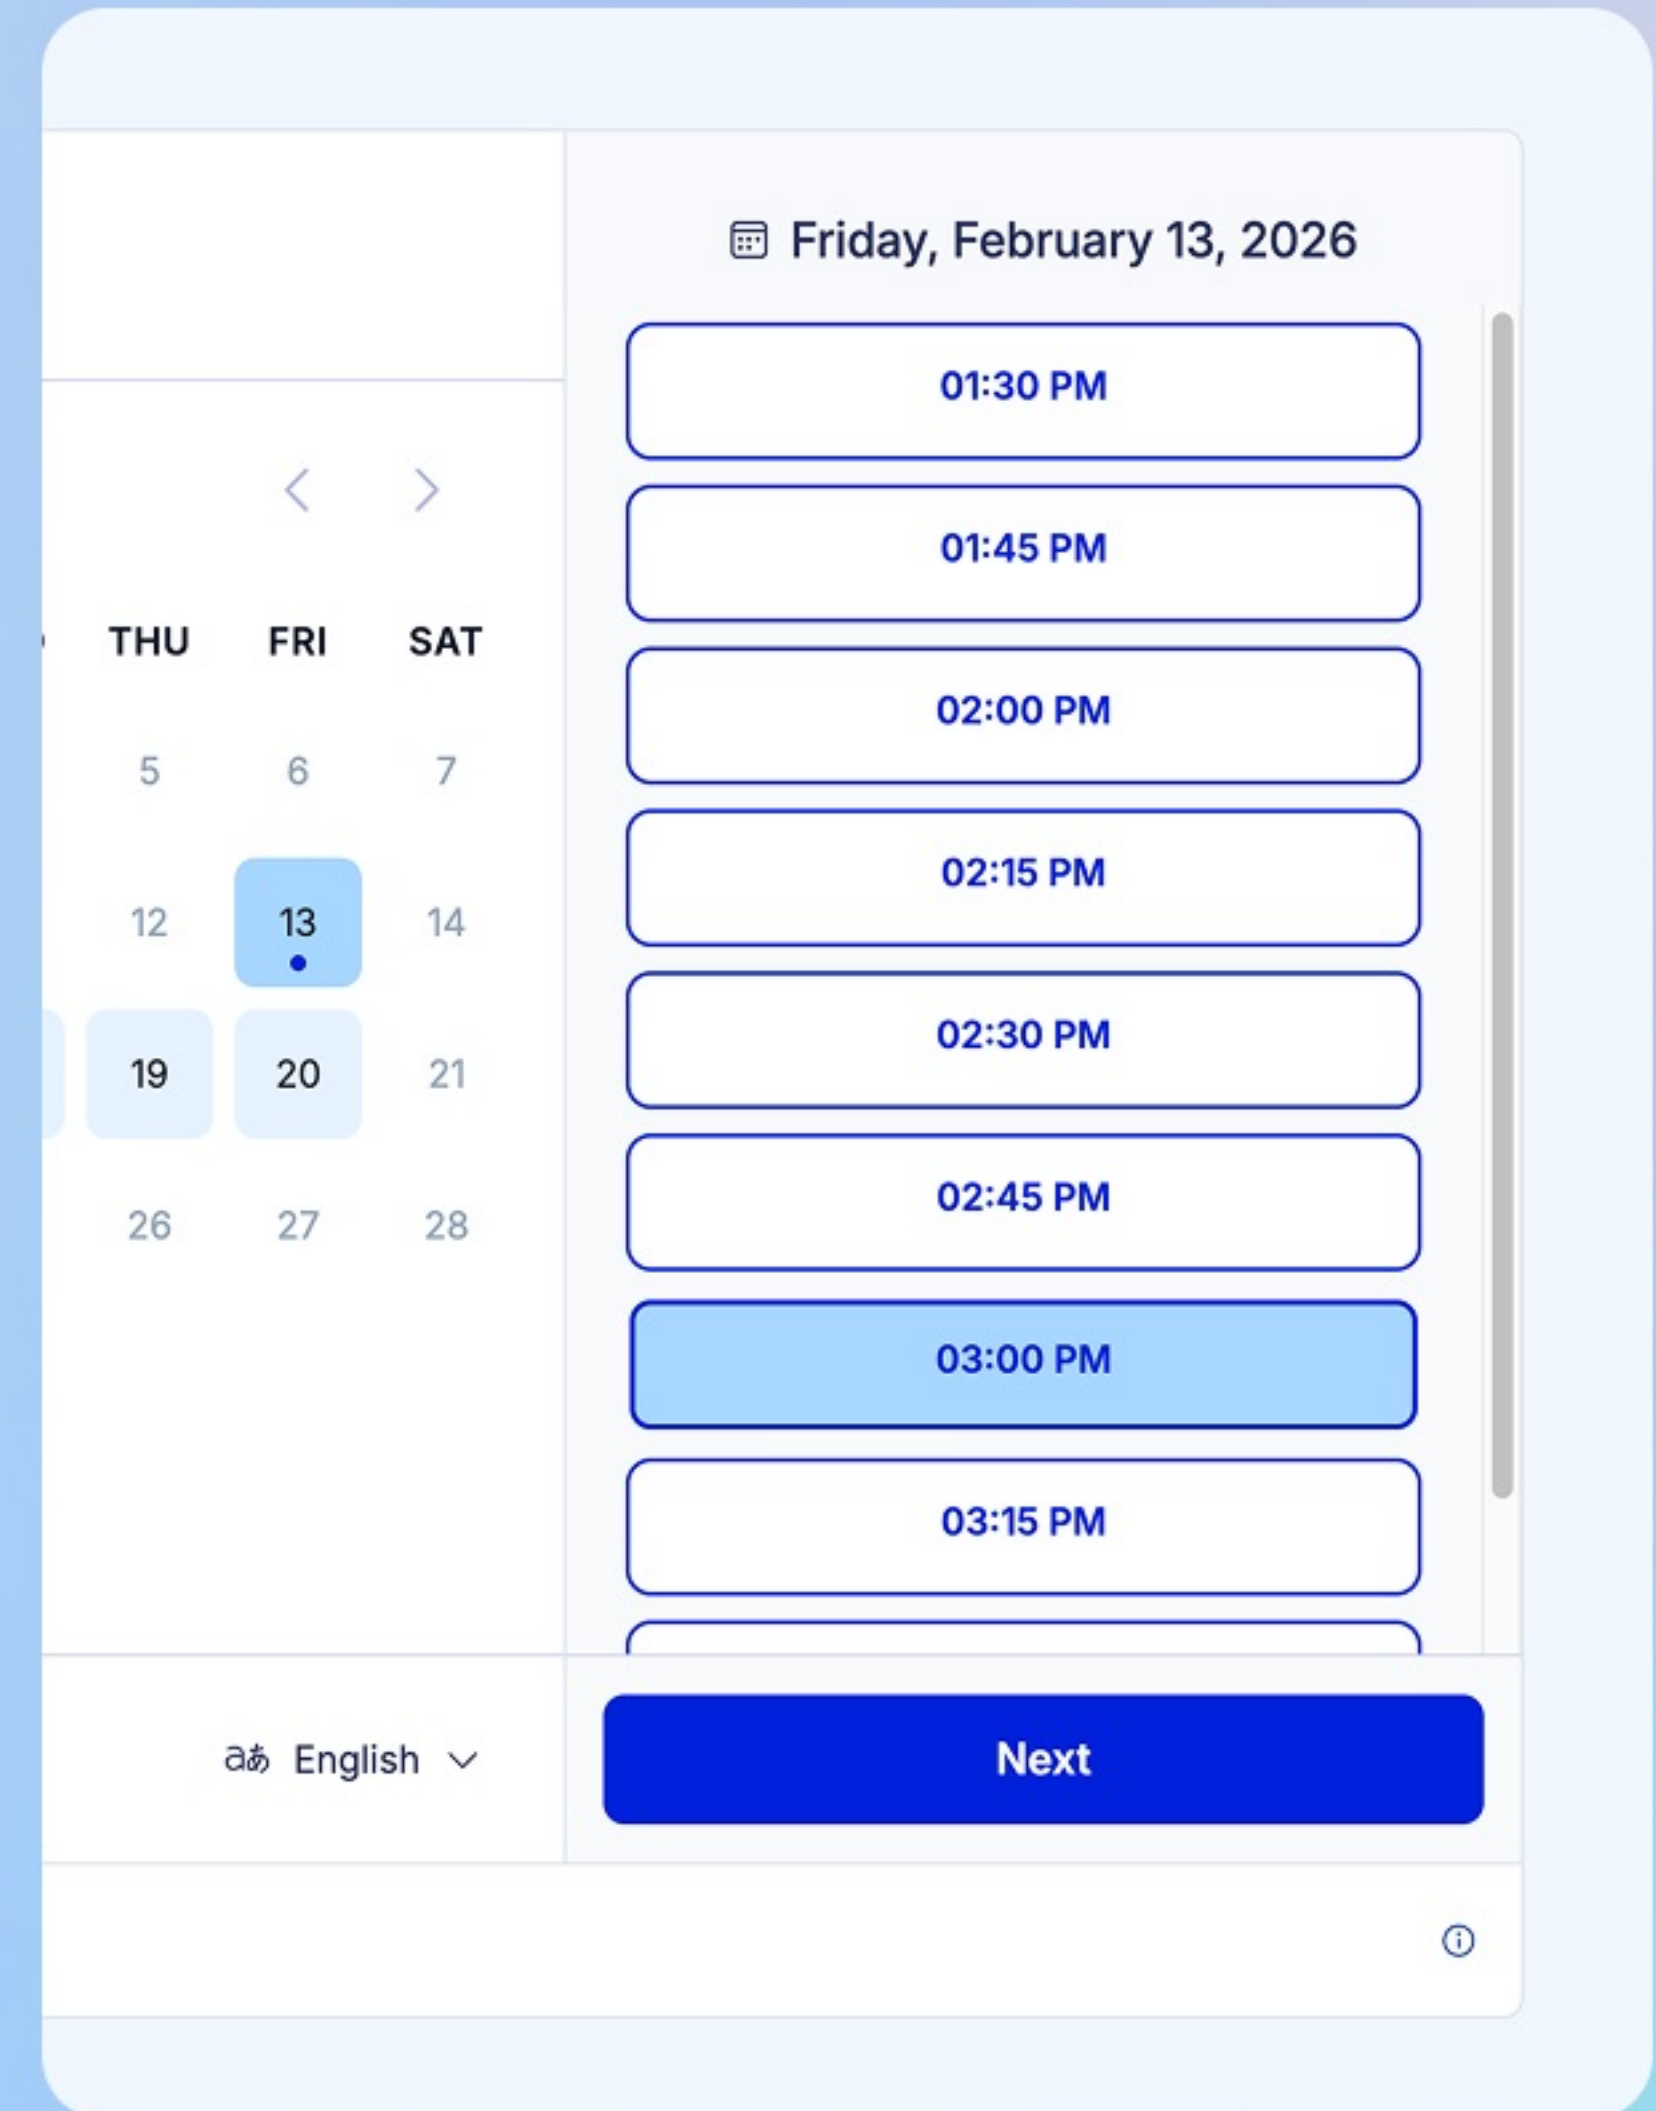 THU FRI SAT
5 6 7
12 13 14
19 20 21
26 27 28
aあ English
Friday, February 13, 2026
01:30 PM
01:45 PM
02:00 PM
02:15 PM
02:30 PM
02:45 PM
03:00 PM
03:15 PM
Next